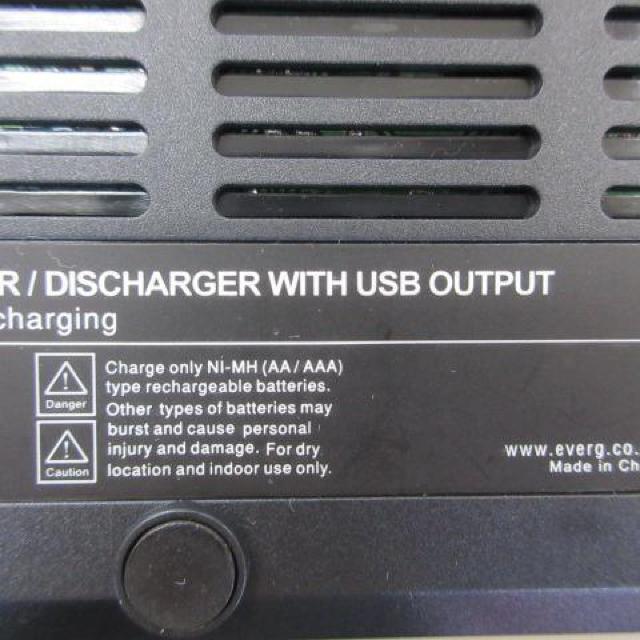 R / DISCHARGER WITH USB OUTPUT
charging
Charge only NI-MH (AA / AAA)
type rechargeable batteries.
Danger
Other types of batteries may
burst and cause personal
injury and damage. For dry
location and indoor use only.
Caution
www.everg.co.
Made in Ch